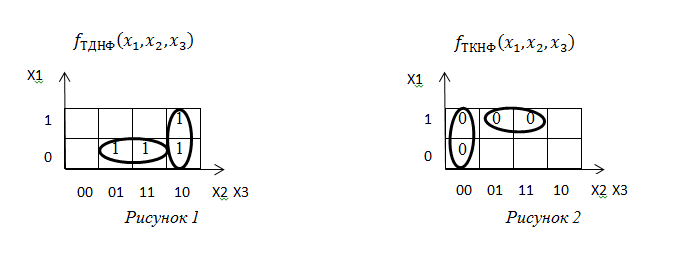 fТДНФ(x1,x2,x3)
X1
1 1
0 1 1 1
00 01 11 10 X2 X3
Рисунок 1
fТКНФ(x1,x2,x3)
X1
1 0 0 0
0 0
00 01 11 10 X2 X3
Рисунок 2